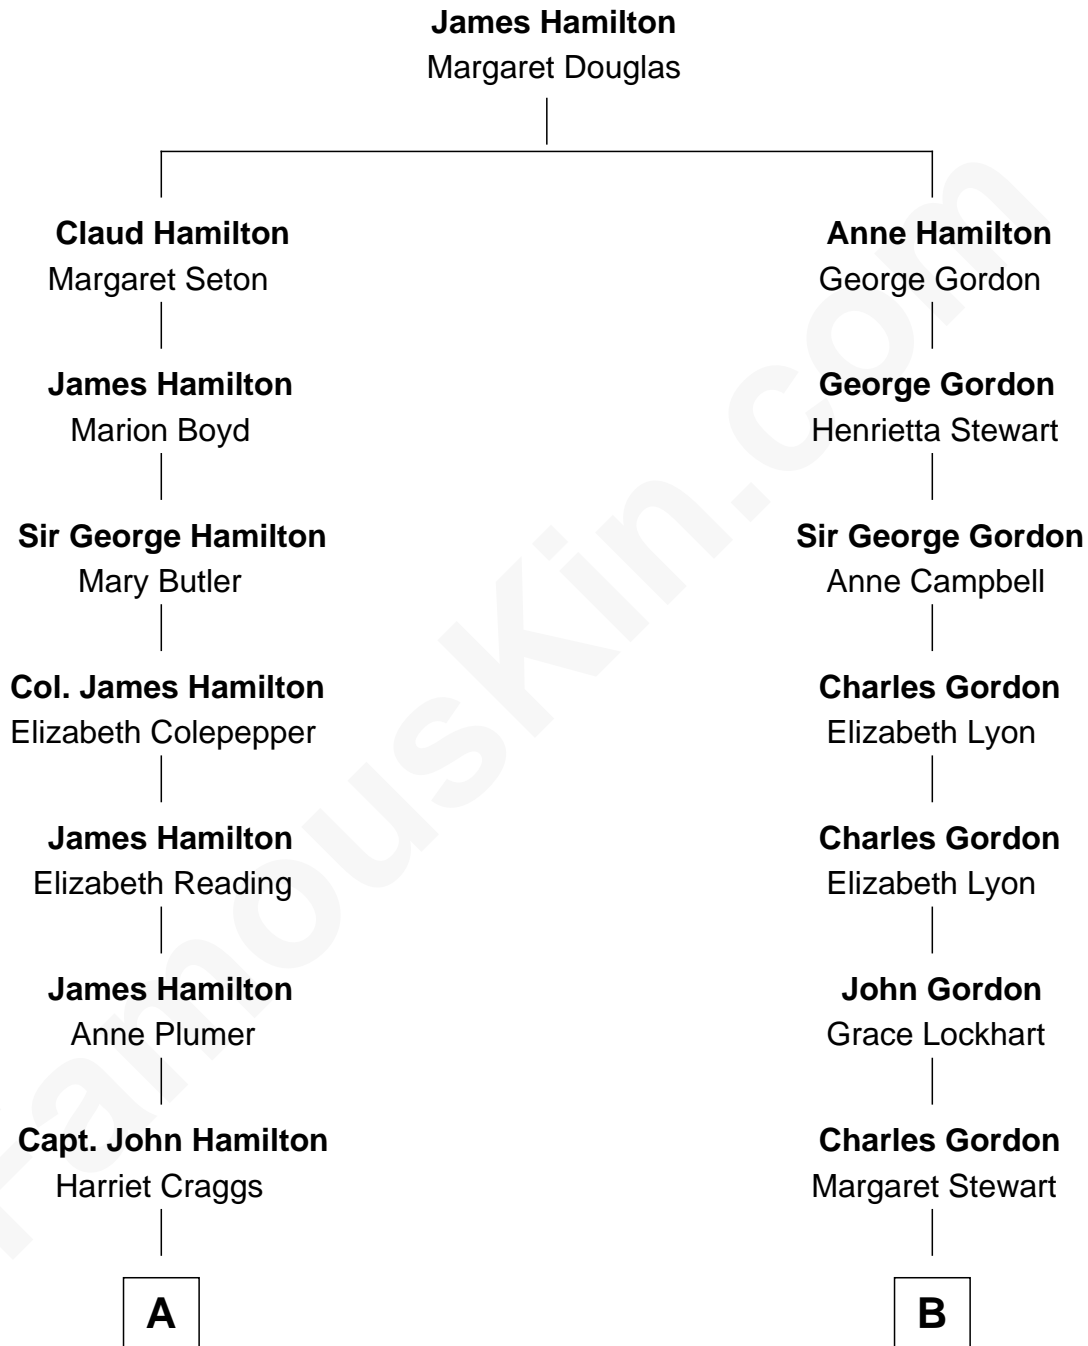 James Hamilton
Margaret Douglas
Claud Hamilton
Margaret Seton
Anne Hamilton
George Gordon
James Hamilton
Marion Boyd
George Gordon
Henrietta Stewart
Sir George Hamilton
Mary Butler
Sir George Gordon
Anne Campbell
Col. James Hamilton
Elizabeth Colepepper
Charles Gordon
Elizabeth Lyon
James Hamilton
Elizabeth Reading
Charles Gordon
Elizabeth Lyon
James Hamilton
Anne Plumer
John Gordon
Grace Lockhart
Capt. John Hamilton
Harriet Craggs
Charles Gordon
Margaret Stewart
A
B
FamousKin.com